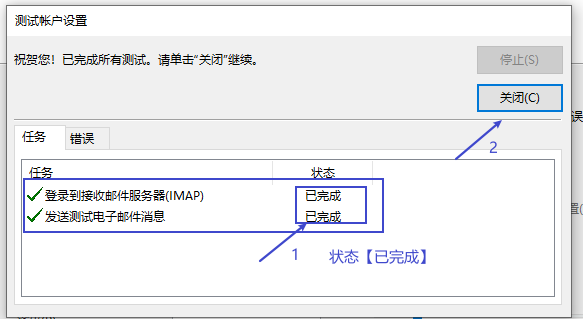 测试帐户设置
祝贺您！已完成所有测试。请单击“关闭”继续。
停止(S)
关闭(C)
误
2
任务 错误
任务 状态
登录到接收邮件服务器(IMAP) 已完成
发送测试电子邮件消息 已完成
置(
1 状态【已完成】